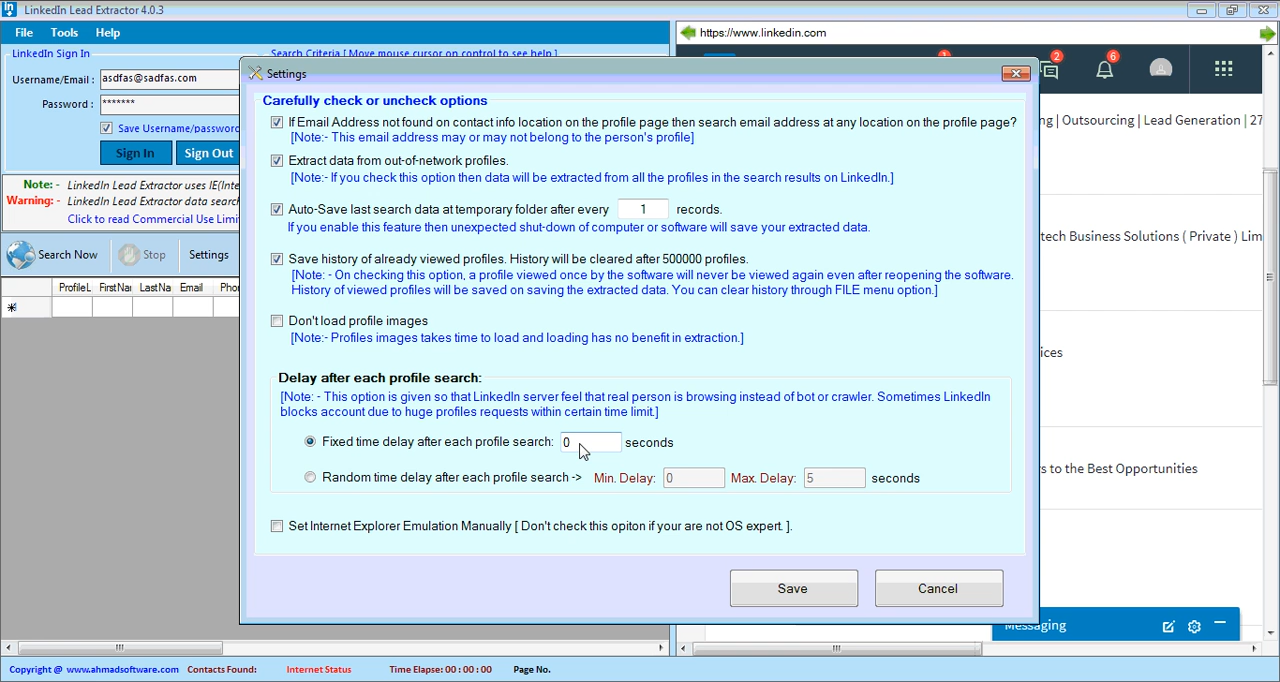 LinkedIn Lead Extractor 4.0.3
File Tools Help
https://www.linkedin.com
LinkedIn Sign In
Search Criteria [ Move mouse cursor on control to see help ]
Username/Email : asdfas@sadfas.com
Password : *******
Save Username/password
Sign In Sign Out
Note: - LinkedIn Lead Extractor uses IE(Inte
Warning: - LinkedIn Lead Extractor data search
Click to read Commercial Use Limi
Search Now Stop Settings
ProfileL FirstNar LastNa Email Phon
Settings
Carefully check or uncheck options
If Email Address not found on contact info location on the profile page then search email address at any location on the profile page?
[Note:- This email address may or may not belong to the person's profile]
Extract data from out-of-network profiles.
[Note:- If you check this option then data will be extracted from all the profiles in the search results on LinkedIn.]
Auto-Save last search data at temporary folder after every 1 records.
If you enable this feature then unexpected shut-down of computer or software will save your extracted data.
Save history of already viewed profiles. History will be cleared after 500000 profiles.
[Note: - On checking this option, a profile viewed once by the software will never be viewed again even after reopening the software.
History of viewed profiles will be saved on saving the extracted data. You can clear history through FILE menu option.]
Don't load profile images
[Note:- Profiles images takes time to load and loading has no benefit in extraction.]
Delay after each profile search:
[Note: - This option is given so that LinkedIn server feel that real person is browsing instead of bot or crawler. Sometimes LinkedIn
blocks account due to huge profiles requests within certain time limit.]
Fixed time delay after each profile search: 0 seconds
Random time delay after each profile search -> Min. Delay: 0 Max. Delay: 5 seconds
Set Internet Explorer Emulation Manually [ Don't check this opiton if your are not OS expert. ].
Save Cancel
2 6
ng | Outsourcing | Lead Generation | 27
tech Business Solutions ( Private ) Lim
ices
rs to the Best Opportunities
Messaging
Copyright @ www.ahmadsoftware.com Contacts Found: Internet Status Time Elapse: 00 : 00 : 00 Page No.